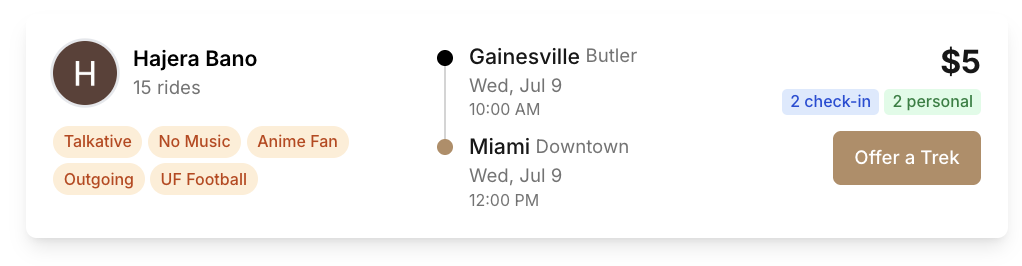 H
Hajera Bano
15 rides
Talkative No Music Anime Fan
Outgoing UF Football
Gainesville Butler
Wed, Jul 9
10:00 AM
Miami Downtown
Wed, Jul 9
12:00 PM
$5
2 check-in 2 personal
Offer a Trek